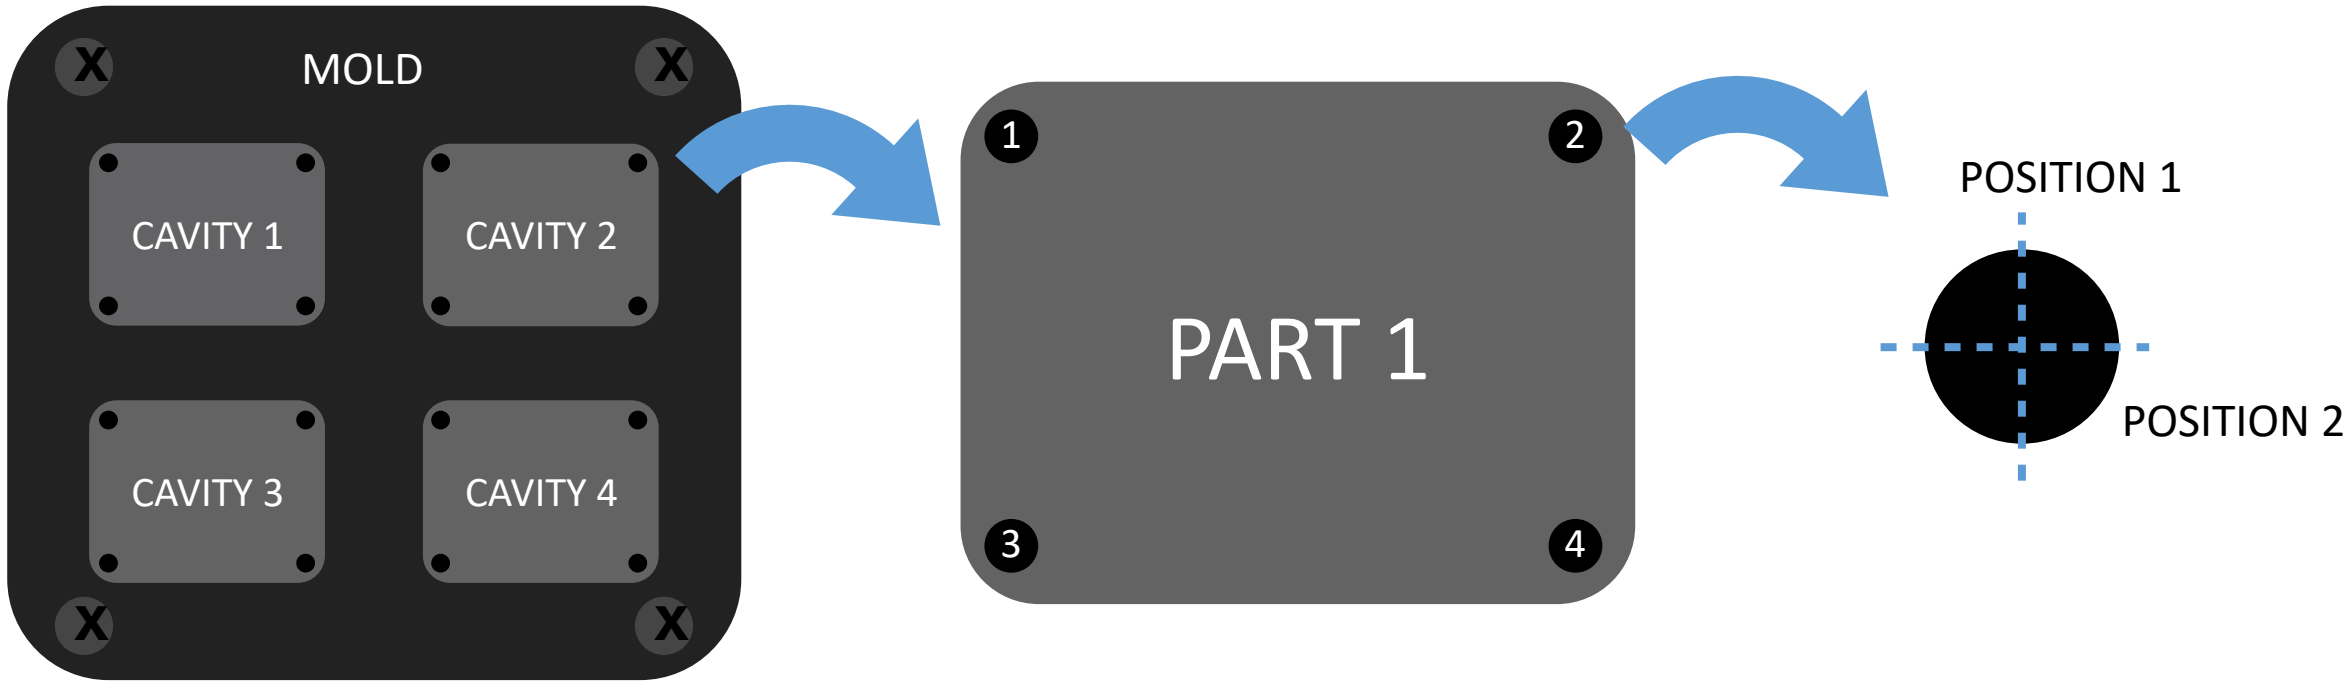 X
MOLD
X
CAVITY 1
CAVITY 2
CAVITY 3
CAVITY 4
X
X
1
2
PART 1
3
4
POSITION 1
POSITION 2